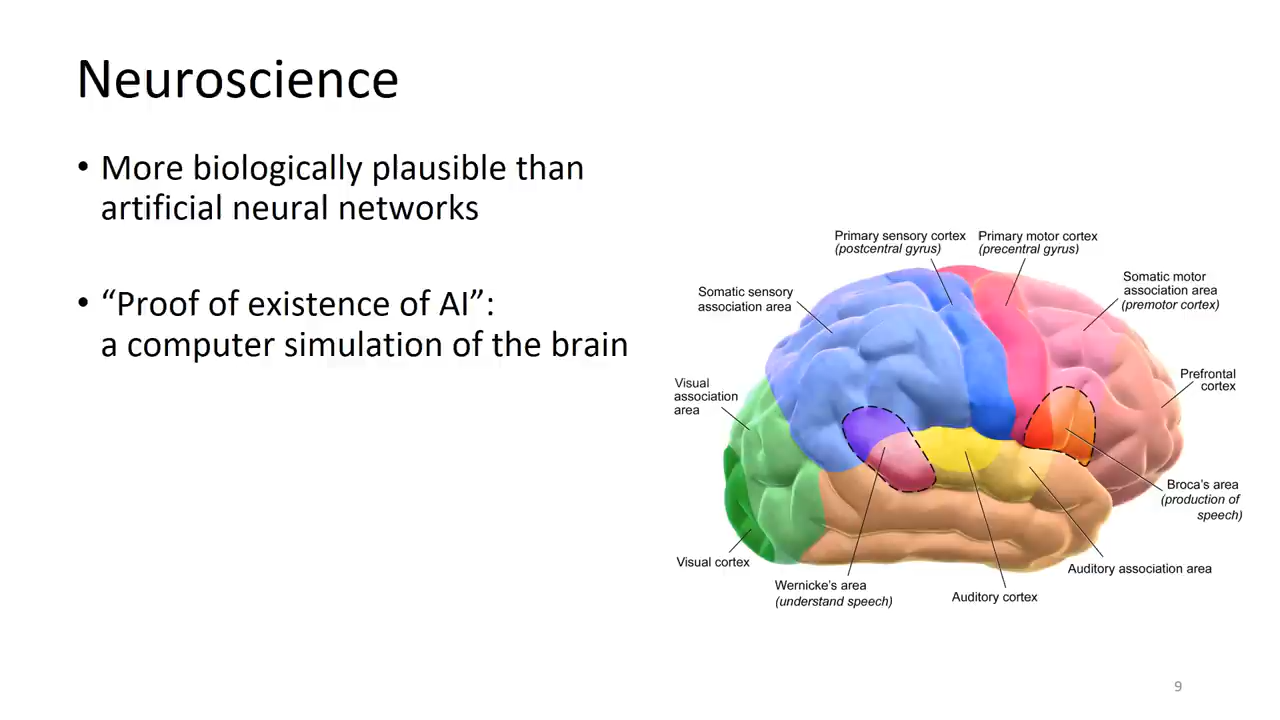 Neuroscience
• More biologically plausible than
artificial neural networks
• “Proof of existence of AI”:
a computer simulation of the brain
Primary sensory cortex
(postcentral gyrus)
Primary motor cortex
(precentral gyrus)
Somatic motor
association area
(premotor cortex)
Somatic sensory
association area
Prefrontal
cortex
Visual
association
area
Broca’s area
(production of
speech)
Visual cortex
Auditory association area
Wernicke’s area
(understand speech)
Auditory cortex
9